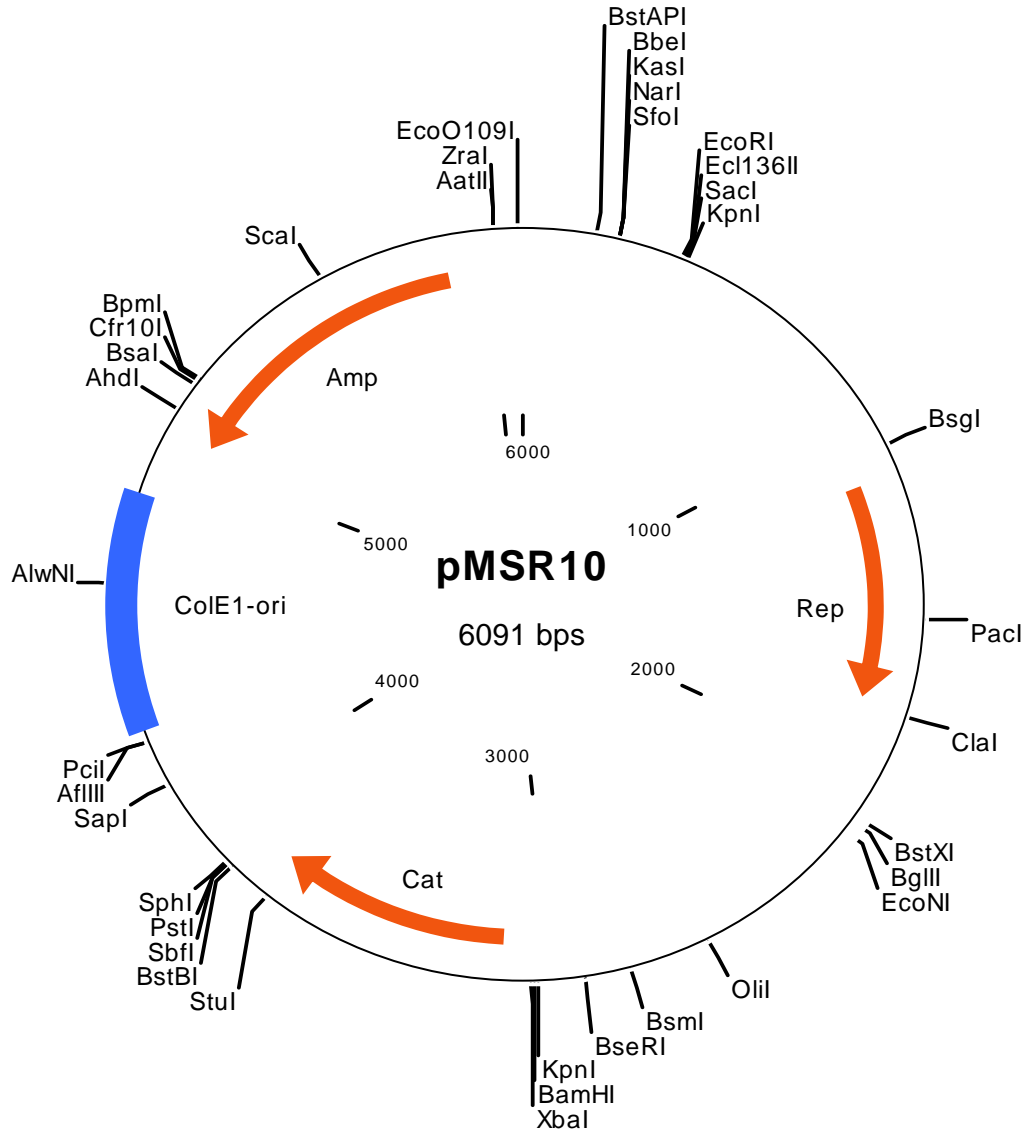 BstAPI
BbeI
KasI
NarI
SfoI
EcoO109I
ZraI
AatII
EcoRI
Ecl136II
SacI
KpnI
ScaI
BpmI
Cfr10I
BsaI
AhdI
Amp
BsgI
6000
1000
5000
pMSR10
6091 bps
AlwNI
ColE1-ori
Rep
PacI
4000
2000
ClaI
3000
PciI
AflIII
SapI
BstXI
BglII
EcoNI
Cat
SphI
PstI
SbfI
BstBI
StuI
OliI
BsmI
BseRI
KpnI
BamHI
XbaI